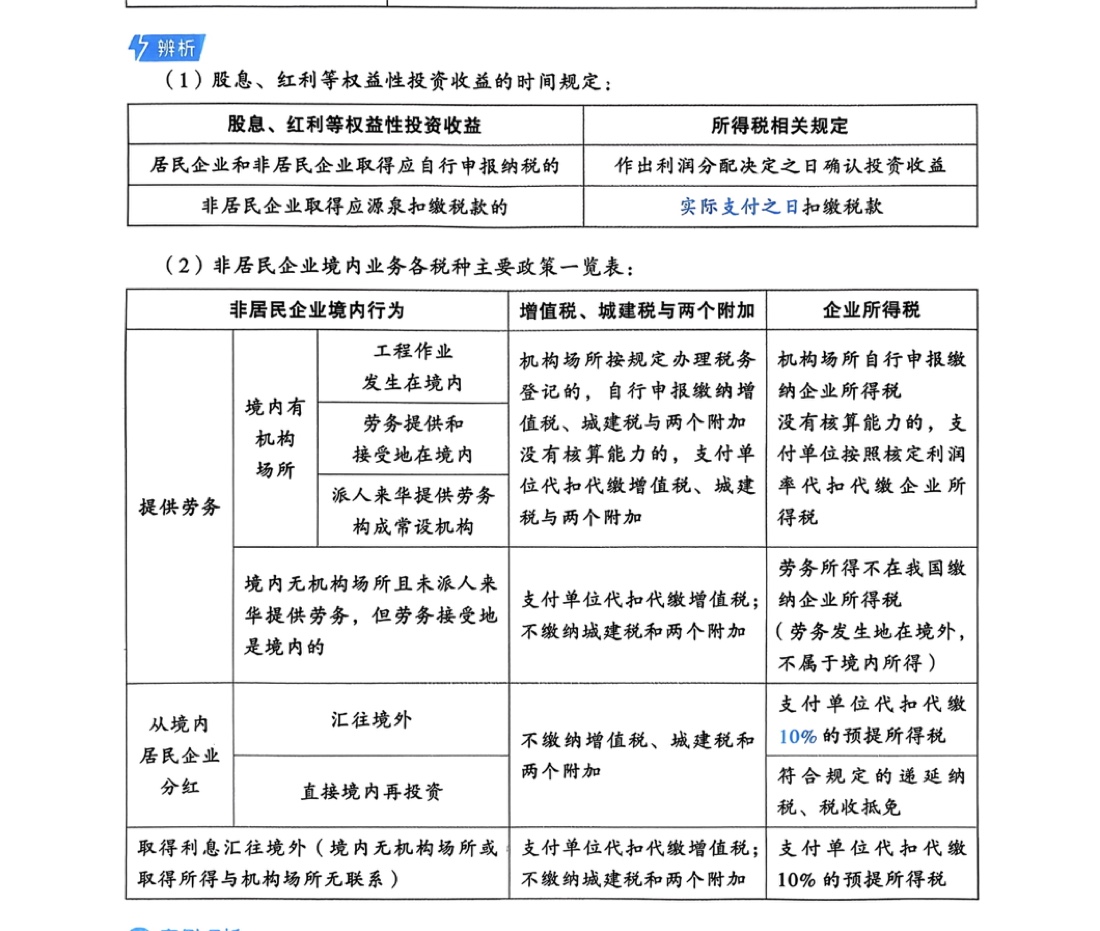 辨析
（1）股息、红利等权益性投资收益的时间规定：
股息、红利等权益性投资收益 所得税相关规定
居民企业和非居民企业取得应自行申报纳税的 作出利润分配决定之日确认投资收益
非居民企业取得应源泉扣缴税款的 实际支付之日扣缴税款
（2）非居民企业境内业务各税种主要政策一览表：
非居民企业境内行为 增值税、城建税与两个附加 企业所得税
提供劳务
境内有
机构
场所
工程作业
发生在境内
劳务提供和
接受地在境内
派人来华提供劳务
构成常设机构
机构场所按规定办理税务
登记的，自行申报缴纳增
值税、城建税与两个附加
没有核算能力的，支付单
位代扣代缴增值税、城建
税与两个附加
机构场所自行申报缴
纳企业所得税
没有核算能力的，支
付单位按照核定利润
率代扣代缴企业所
得税
境内无机构场所且未派人来
华提供劳务，但劳务接受地
是境内的
支付单位代扣代缴增值税；
不缴纳城建税和两个附加
劳务所得不在我国缴
纳企业所得税
（劳务发生地在境外，
不属于境内所得）
从境内
居民企业
分红
汇往境外
直接境内再投资
不缴纳增值税、城建税和
两个附加
支付单位代扣代缴
10%的预提所得税
符合规定的递延纳
税、税收抵免
取得利息汇往境外（境内无机构场所或
取得所得与机构场所无联系）
支付单位代扣代缴增值税；
不缴纳城建税和两个附加
支付单位代扣代缴
10%的预提所得税